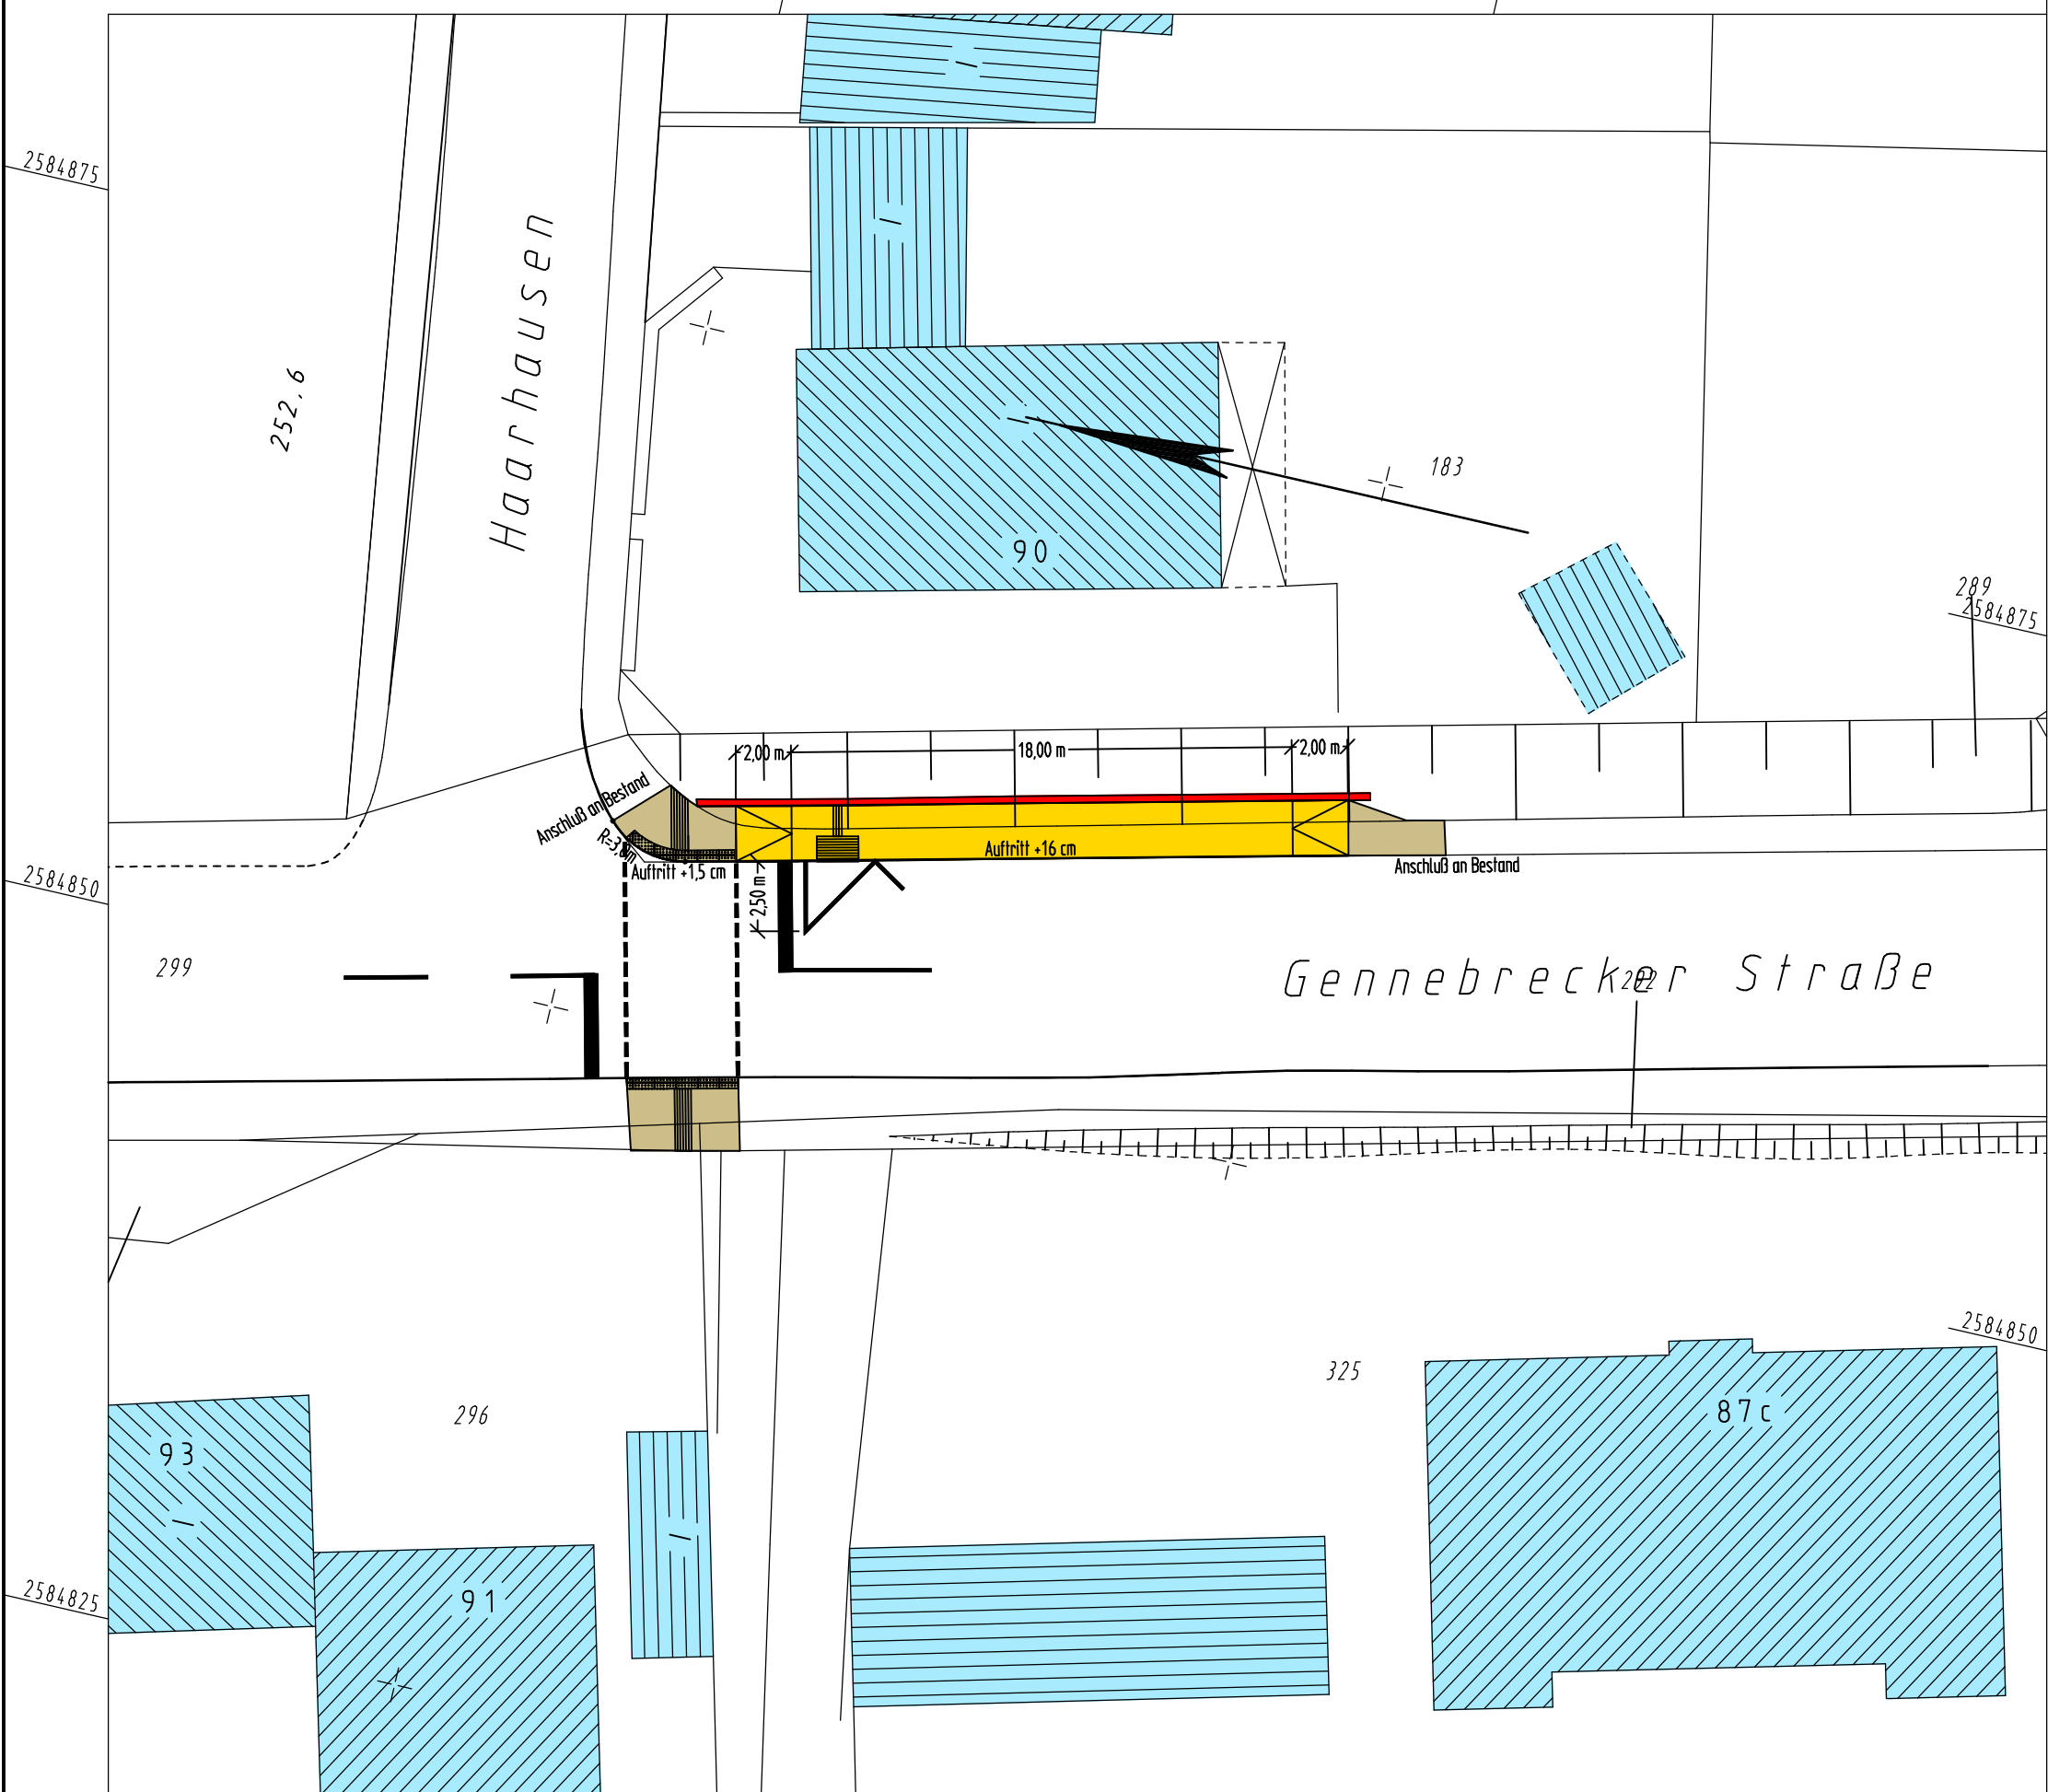 2584875
Haarhausen
252,6
183
90
289
2584875
2,00 m
18,00 m
2,00 m
Anschluß an Bestand
R=3,0m
Auftritt +16 cm
Auftritt +1,5 cm
Anschluß an Bestand
2584850
2,50 m
299
Gennebrecker Straße
202
2584850
325
87c
296
93
91
2584825